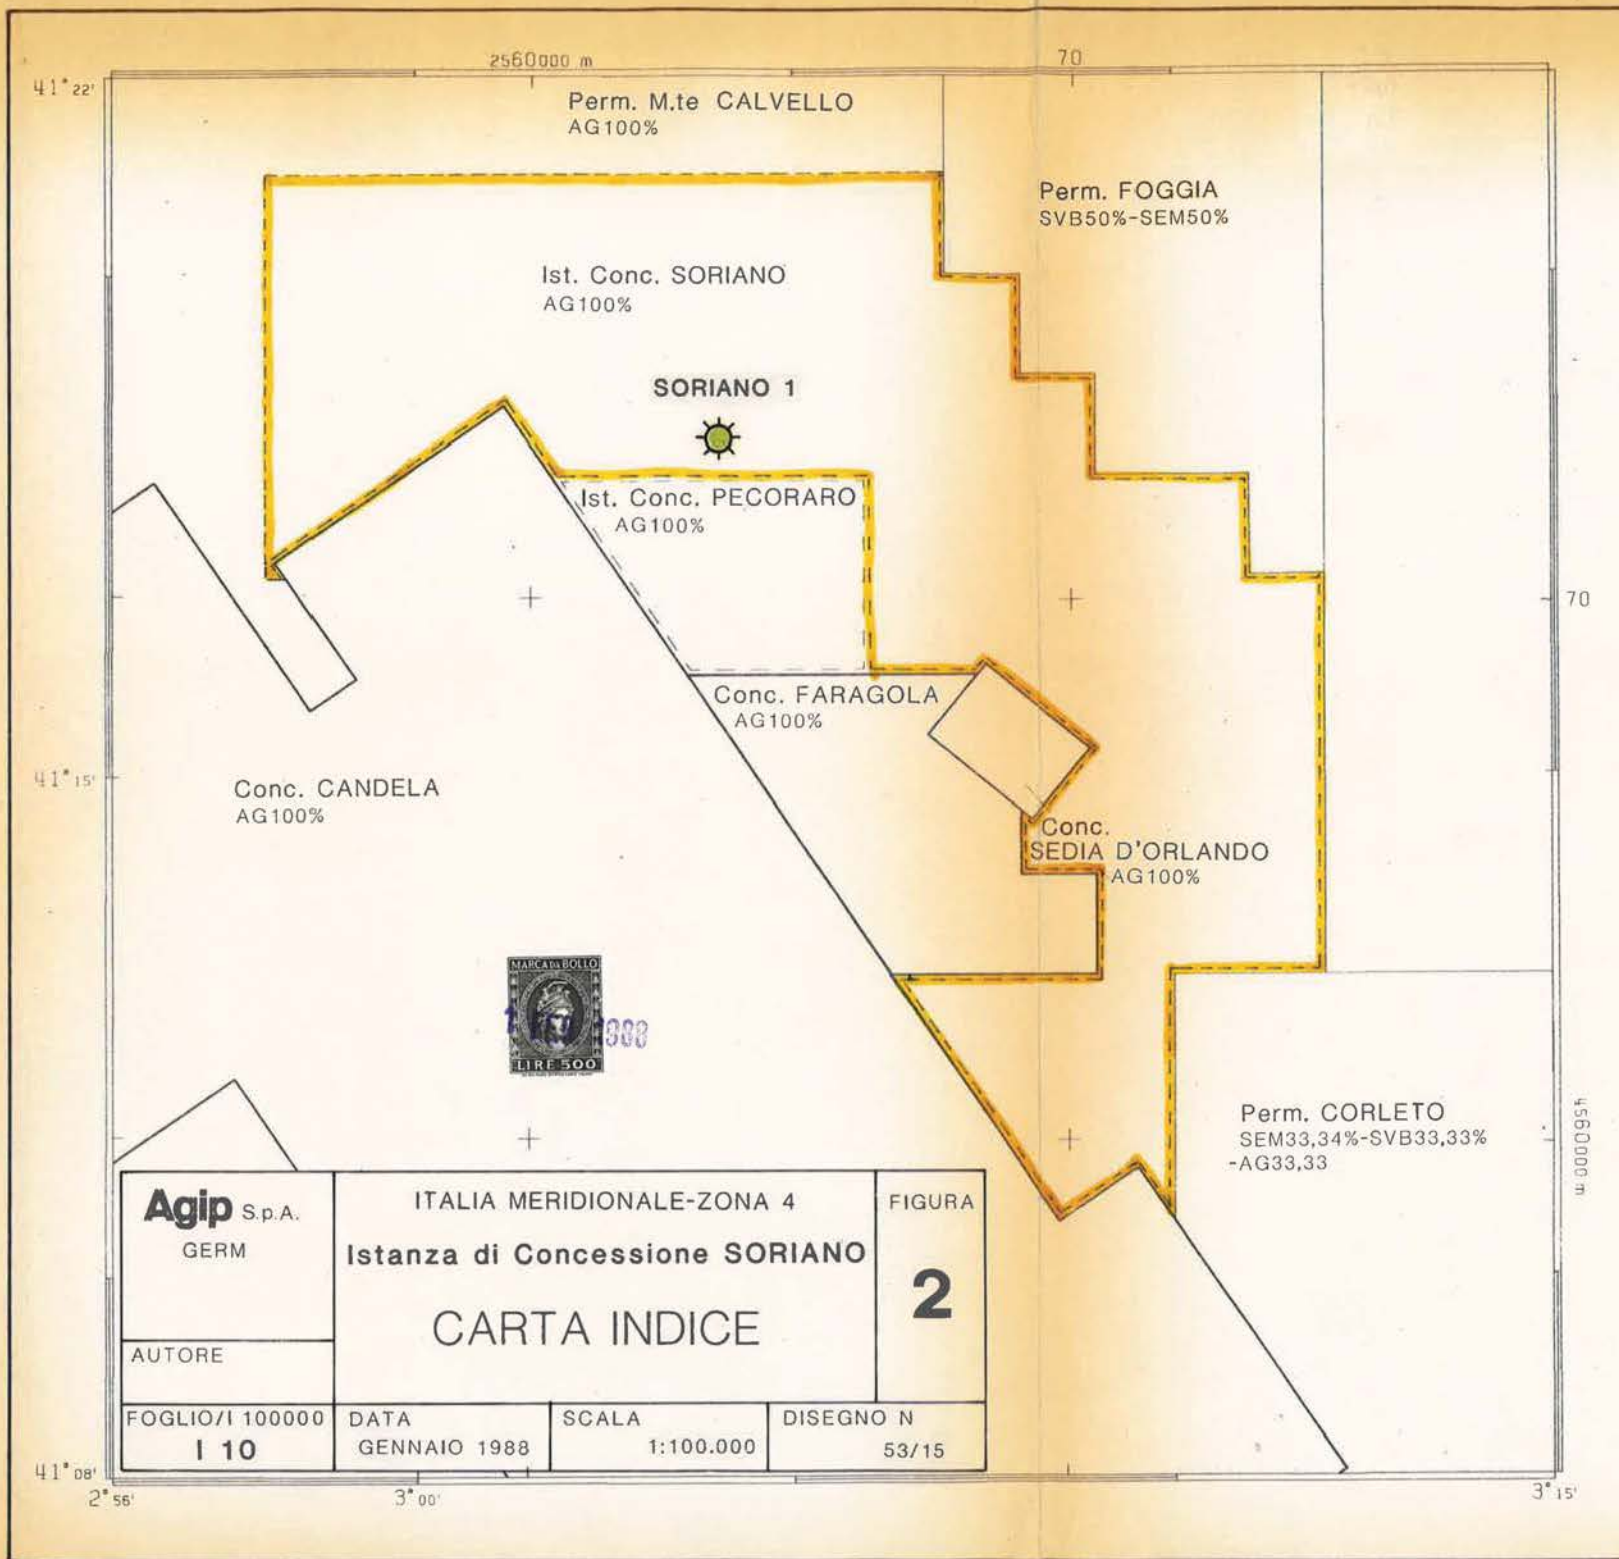 2560000 m
70
41°22'
Perm. M.te CALVELLO
AG100%
Perm. FOGGIA
SVB50%-SEM50%
Ist. Conc. SORIANO
AG100%
SORIANO 1
Ist. Conc. PECORARO
AG100%
70
Conc. FARAGOLA
AG100%
41°15'
Conc. CANDELA
AG100%
Conc.
SEDIA D'ORLANDO
AG100%
MARCA DA BOLLO
1988
LIRE 500
Perm. CORLETO
SEM33,34%-SVB33,33%
-AG33,33
4560000 m
Agip S.p.A.
GERM
AUTORE
ITALIA MERIDIONALE-ZONA 4
Istanza di Concessione SORIANO
CARTA INDICE
FIGURA
2
FOGLIO/I 100000
I 10
DATA
GENNAIO 1988
SCALA
1:100.000
DISEGNO N
53/15
41°08'
2°56'
3°00'
3°15'